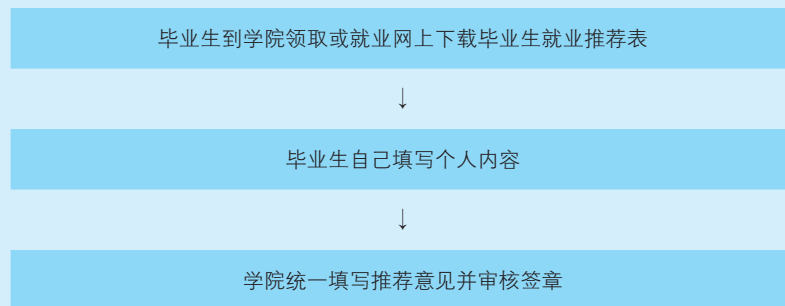 毕业生到学院领取或就业网上下载毕业生就业推荐表
↓
毕业生自己填写个人内容
↓
学院统一填写推荐意见并审核签章